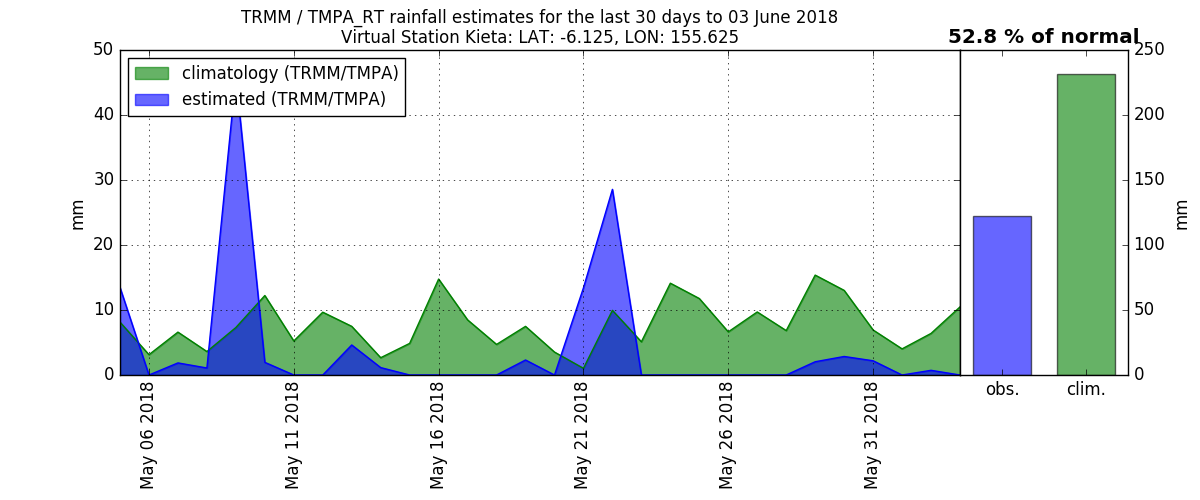 TRMM / TMPA_RT rainfall estimates for the last 30 days to 03 June 2018
Virtual Station Kieta: LAT: -6.125, LON: 155.625
52.8 % of normal
climatology (TRMM/TMPA)
estimated (TRMM/TMPA)
50
40
30
20
10
0
mm
May 06 2018
May 11 2018
May 16 2018
May 21 2018
May 26 2018
May 31 2018
250
200
150
100
50
0
mm
obs.
clim.